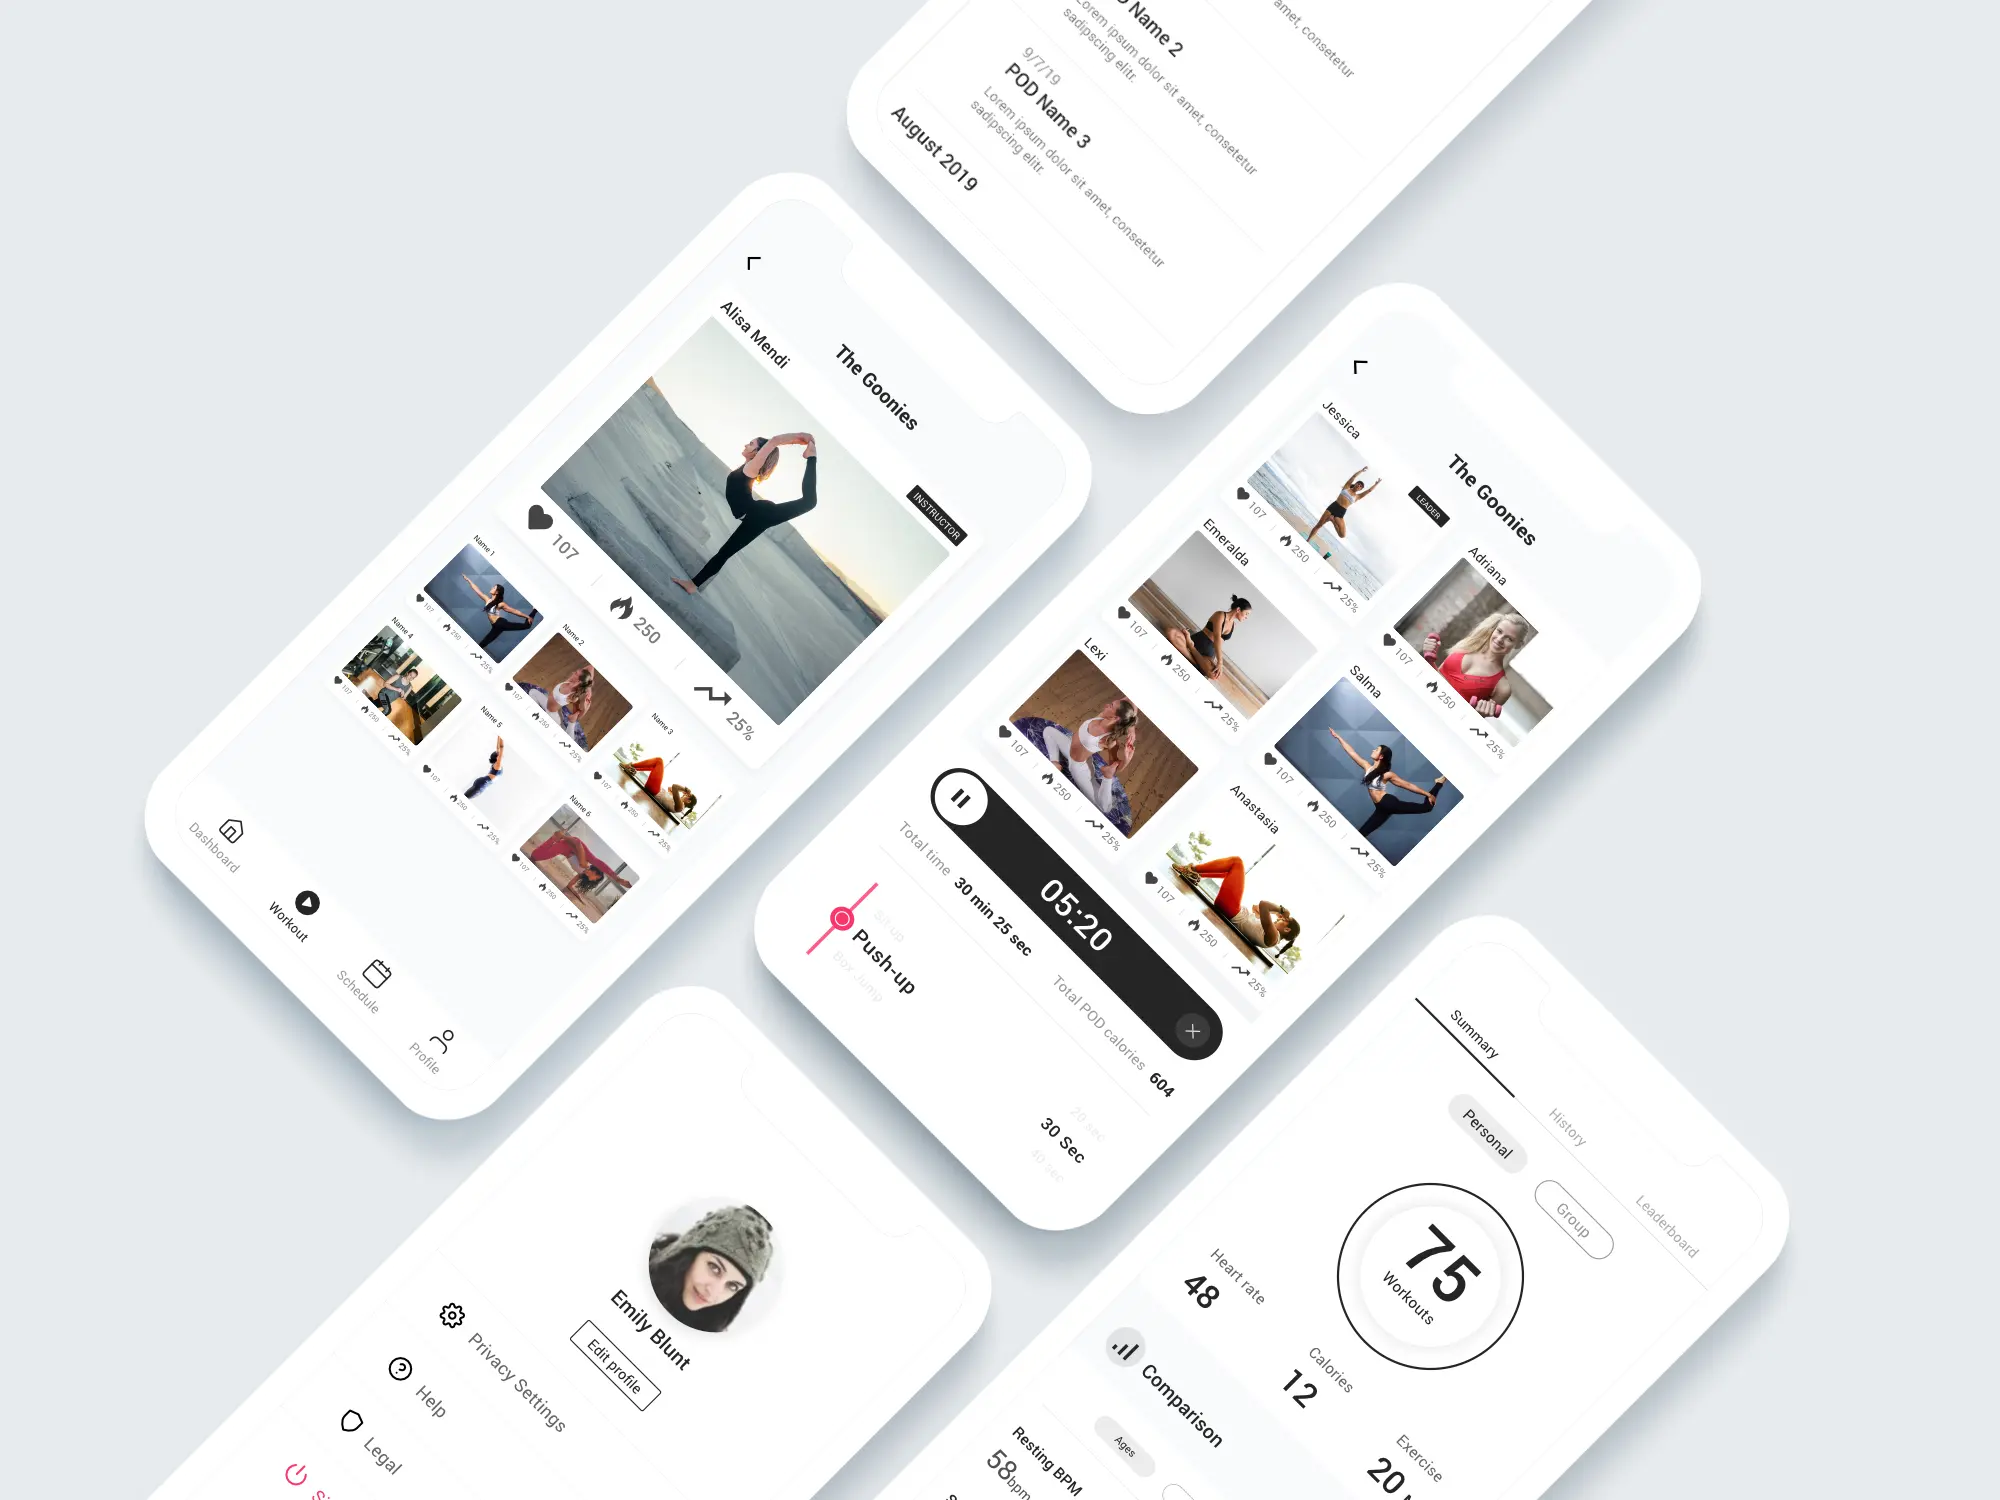 POD Name 2
Lorem ipsum dolor sit amet, consetetur
sadipscing elitr.
amet, consetetur
9/7/19
POD Name 3
Lorem ipsum dolor sit amet, consetetur
sadipscing elitr.
August 2019
The Goonies
Alisa Mendi
INSTRUCTOR
107
250
25%
Name 1
107
250
25%
Name 2
107
250
25%
Name 3
107
250
25%
Name 4
107
250
25%
Name 5
107
250
25%
Name 6
107
250
25%
Dashboard
Workout
Schedule
Profile
The Goonies
Jessica
LEADER
107
250
25%
Adriana
107
250
25%
Emeralda
107
250
25%
Salma
107
250
25%
Lexi
107
250
25%
Anastasia
107
250
25%
05:20
Total time 30 min 25 sec
Total POD calories 604
Sit-up
Push-up
Box Jump
20 sec
30 Sec
40 sec
Emily Blunt
Edit profile
Privacy Settings
Help
Legal
Summary
History
Leaderboard
Personal
Group
75
Workouts
Heart rate
48
Calories
12
Exercise
20
Comparison
Ages
Resting BPM
58bpm